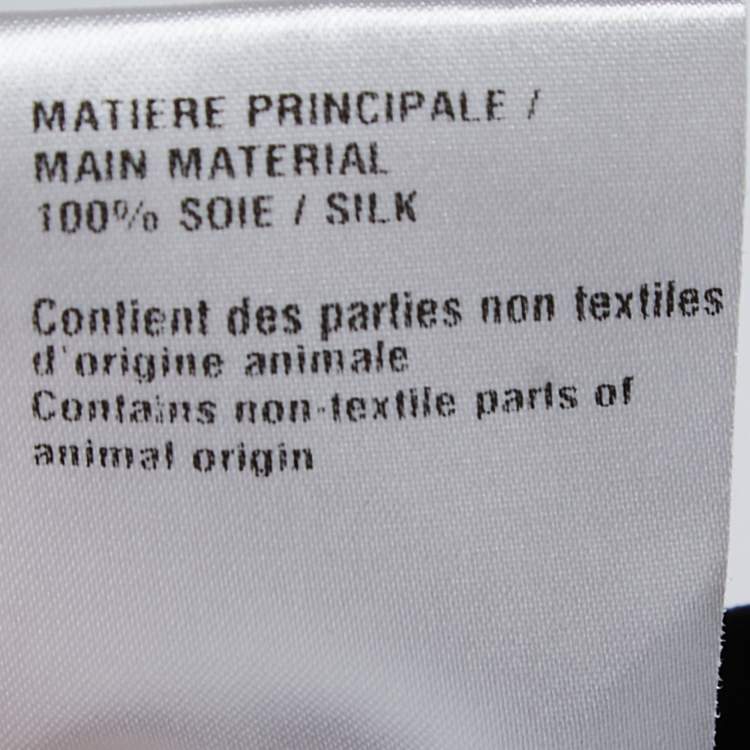 MATIERE PRINCIPALE /
MAIN MATERIAL
100% SOIE / SILK
Contient des parties non textiles
d'origine animale
Contains non-textile parts of
animal origin